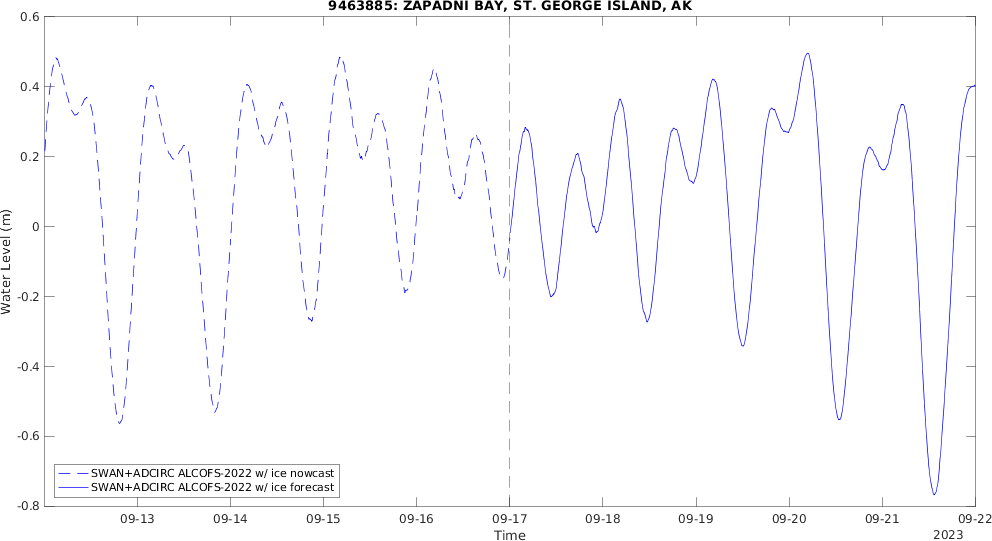 9463885: ZAPADNI BAY, ST. GEORGE ISLAND, AK
0.6
0.4
0.2
0
-0.2
-0.4
-0.6
-0.8
Water Level (m)
SWAN+ADCIRC ALCOFS-2022 w/ ice nowcast
SWAN+ADCIRC ALCOFS-2022 w/ ice forecast
09-13 09-14 09-15 09-16 09-17 09-18 09-19 09-20 09-21 09-22
Time
2023